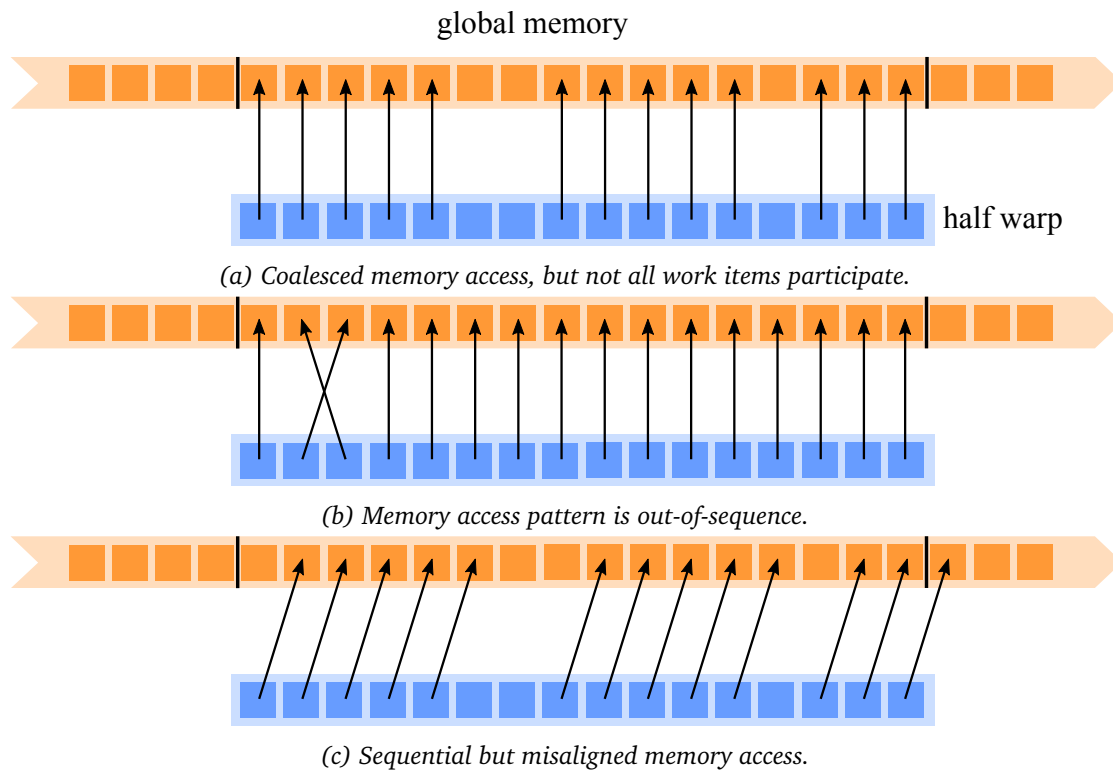 global memory
half warp
(a) Coalesced memory access, but not all work items participate.
(b) Memory access pattern is out-of-sequence.
(c) Sequential but misaligned memory access.